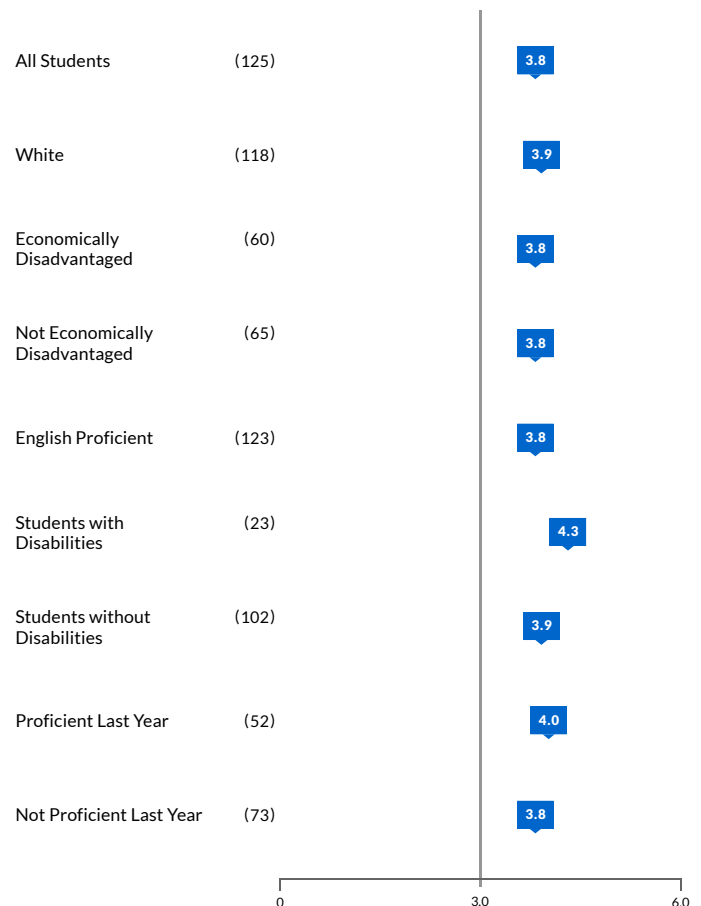 All Students (125) 3.8
White (118) 3.9
Economically (60) 3.8
Disadvantaged
Not Economically (65) 3.8
Disadvantaged
English Proficient (123) 3.8
Students with (23) 4.3
Disabilities
Students without (102) 3.9
Disabilities
Proficient Last Year (52) 4.0
Not Proficient Last Year (73) 3.8
0 3.0 6.0